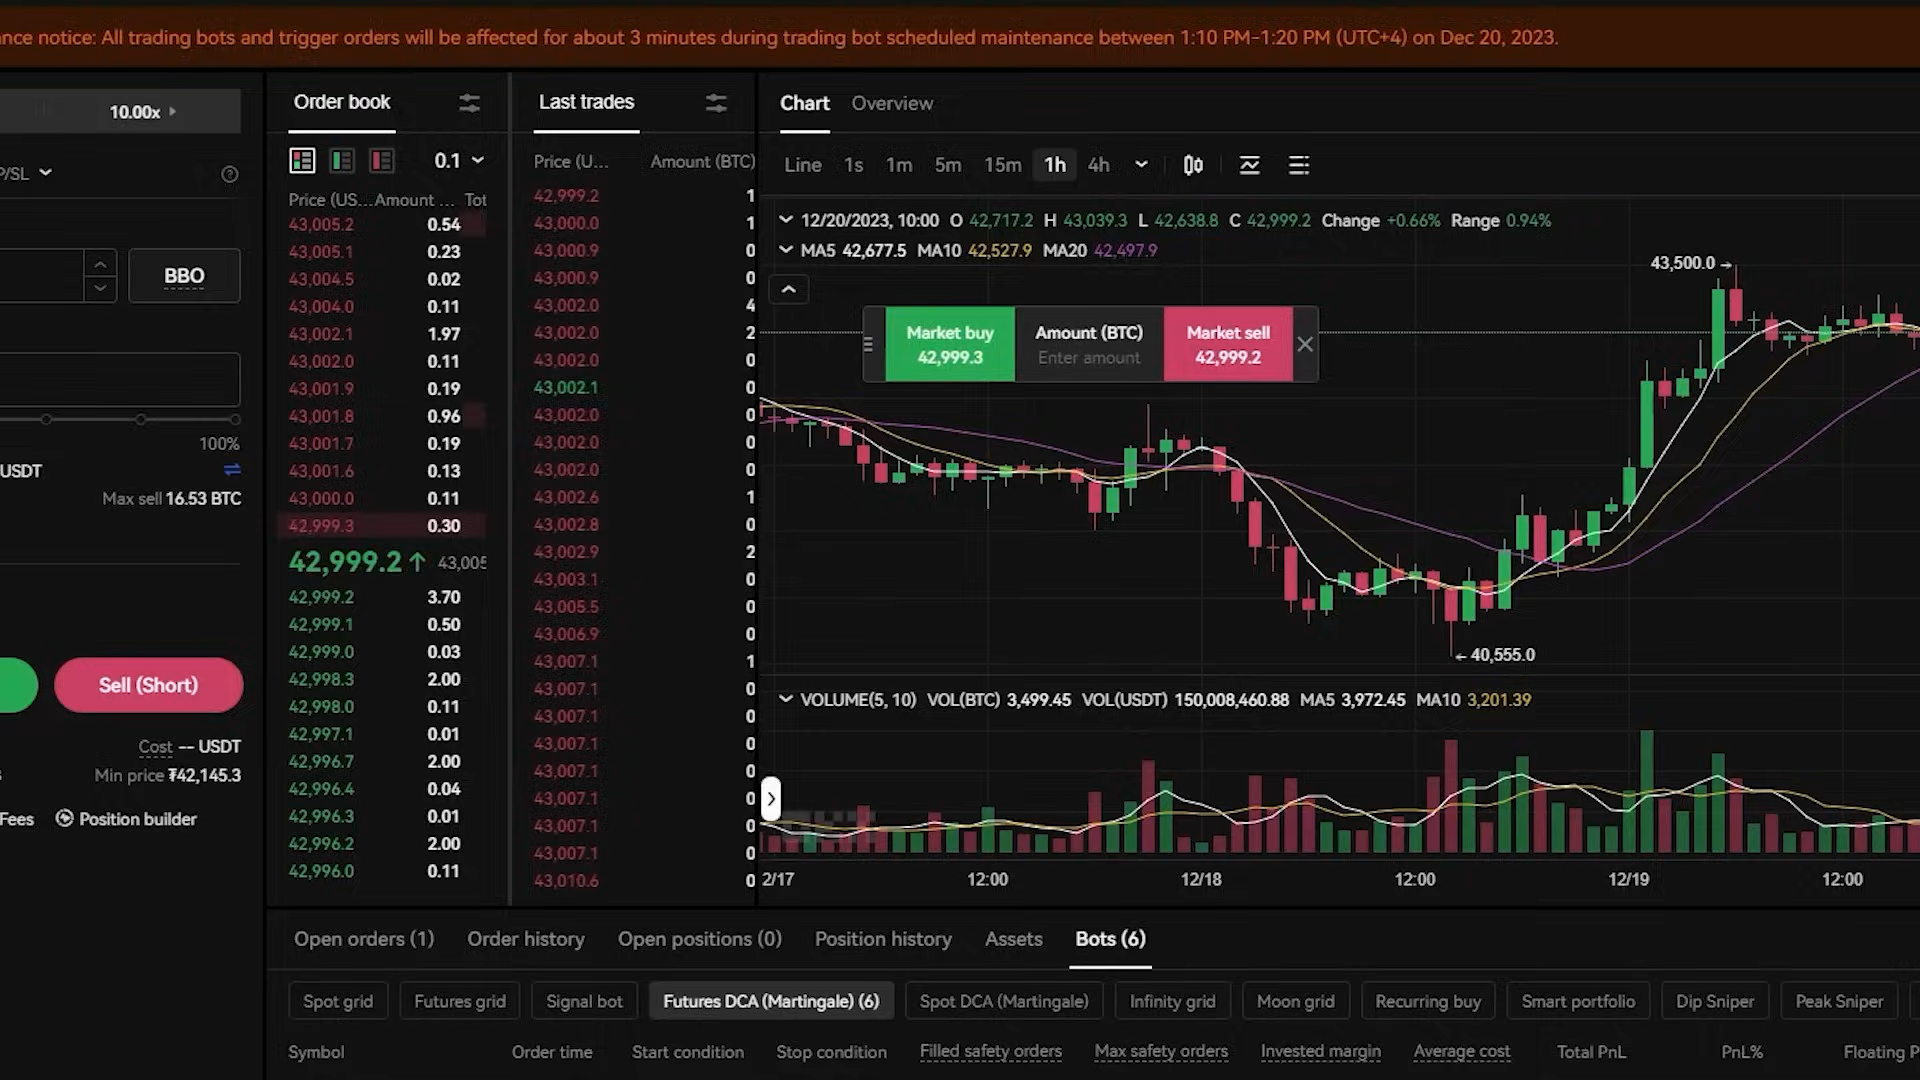 nce notice: All trading bots and trigger orders will be affected for about 3 minutes during trading bot scheduled maintenance between 1:10 PM-1:20 PM (UTC+4) on Dec 20, 2023.
10.00x
P/SL
BBO
100%
USDT
Max sell 16.53 BTC
Sell (Short)
Cost -- USDT
Min price ₮42,145.3
Fees Position builder
Order book
0.1
Price (US... Amount ... Tot
43,005.2 0.54
43,005.1 0.23
43,004.5 0.02
43,004.0 0.11
43,002.1 1.97
43,002.0 0.11
43,001.9 0.19
43,001.8 0.96
43,001.7 0.19
43,001.6 0.13
43,000.0 0.11
42,999.3 0.30
42,999.2↑ 43,005
42,999.2 3.70
42,999.1 0.50
42,999.0 0.03
42,998.3 2.00
42,998.0 0.11
42,997.1 0.01
42,996.7 2.00
42,996.4 0.04
42,996.3 0.01
42,996.2 2.00
42,996.0 0.11
Last trades
Price (U... Amount (BTC)
42,999.2 1
43,000.0 1
43,000.9 0
43,000.9 0
43,002.0 4
43,002.0 2
43,002.0 0
43,002.1 0
43,002.0 0
43,002.0 0
43,002.0 0
43,002.6 1
43,002.8 0
43,002.9 2
43,003.1 0
43,005.5 0
43,006.9 0
43,007.1 1
43,007.1 0
43,007.1 0
43,007.1 0
43,007.1 0
43,007.1 0
43,007.1 0
43,007.1 0
43,010.6 0
Chart Overview
Line 1s 1m 5m 15m 1h 4h
12/20/2023, 10:00 O 42,717.2 H 43,039.3 L 42,638.8 C 42,999.2 Change +0.66% Range 0.94%
MA5 42,677.5 MA10 42,527.9 MA20 42,497.9
43,500.0→
Market buy Amount (BTC) Market sell
42,999.3 Enter amount 42,999.2
←40,555.0
VOLUME(5, 10) VOL(BTC) 3,499.45 VOL(USDT) 150,008,460.88 MA5 3,972.45 MA10 3,201.39
2/17 12:00 12/18 12:00 12/19 12:00
Open orders (1) Order history Open positions (0) Position history Assets Bots (6)
Spot grid Futures grid Signal bot Futures DCA (Martingale) (6) Spot DCA (Martingale) Infinity grid Moon grid Recurring buy Smart portfolio Dip Sniper Peak Sniper
Symbol Order time Start condition Stop condition Filled safety orders Max safety orders Invested margin Average cost Total PnL PnL% Floating P